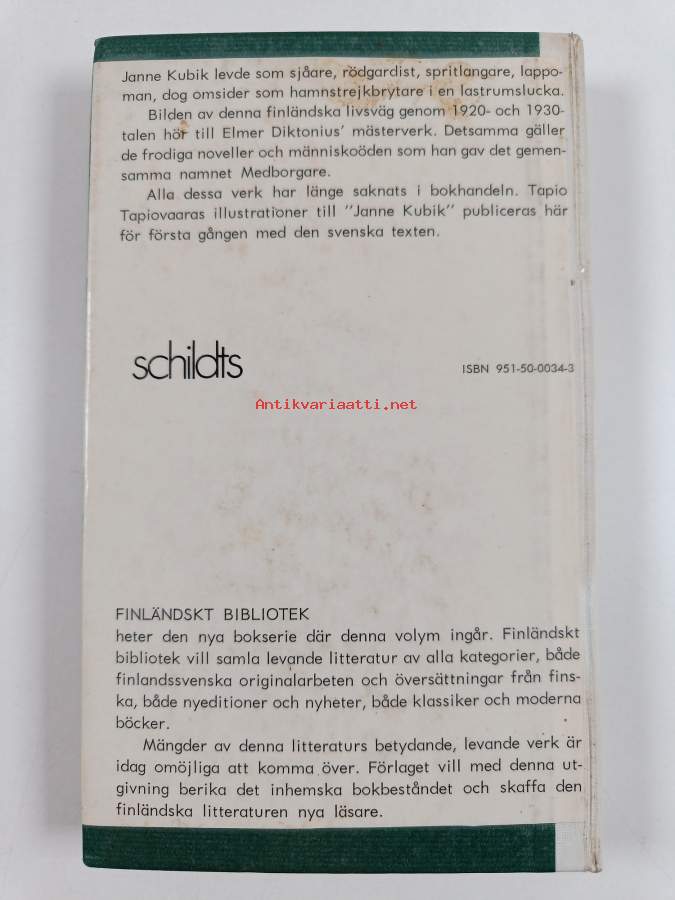 Janne Kubik levde som sjåare, rödgardist, spritlangare, lappo-
man, dog omsider som hamnstrejkbrytare i en lastrumslucka.
Bilden av denna finländska livsväg genom 1920- och 1930-
talen hör till Elmer Diktonius' mästerverk. Detsamma gäller
de frodiga noveller och människoöden som han gav det gemen-
samma namnet Medborgare.
Alla dessa verk har länge saknats i bokhandeln. Tapio
Tapiovaaras illustrationer till "Janne Kubik" publiceras här
för första gången med den svenska texten.
schildts
ISBN 951-50-0034-3
Antikvariaatti.net
FINLÄNDSKT BIBLIOTEK
heter den nya bokserie där denna volym ingår. Finländskt
bibliotek vill samla levande litteratur av alla kategorier, både
finlandssvenska originalarbeten och översättningar från fins-
ka, både nyeditioner och nyheter, både klassiker och moderna
böcker.
Mängder av denna litteraturs betydande, levande verk är
idag omöjliga att komma över. Förlaget vill med denna ut-
givning berika det inhemska bokbeståndet och skaffa den
finländska litteraturen nya läsare.